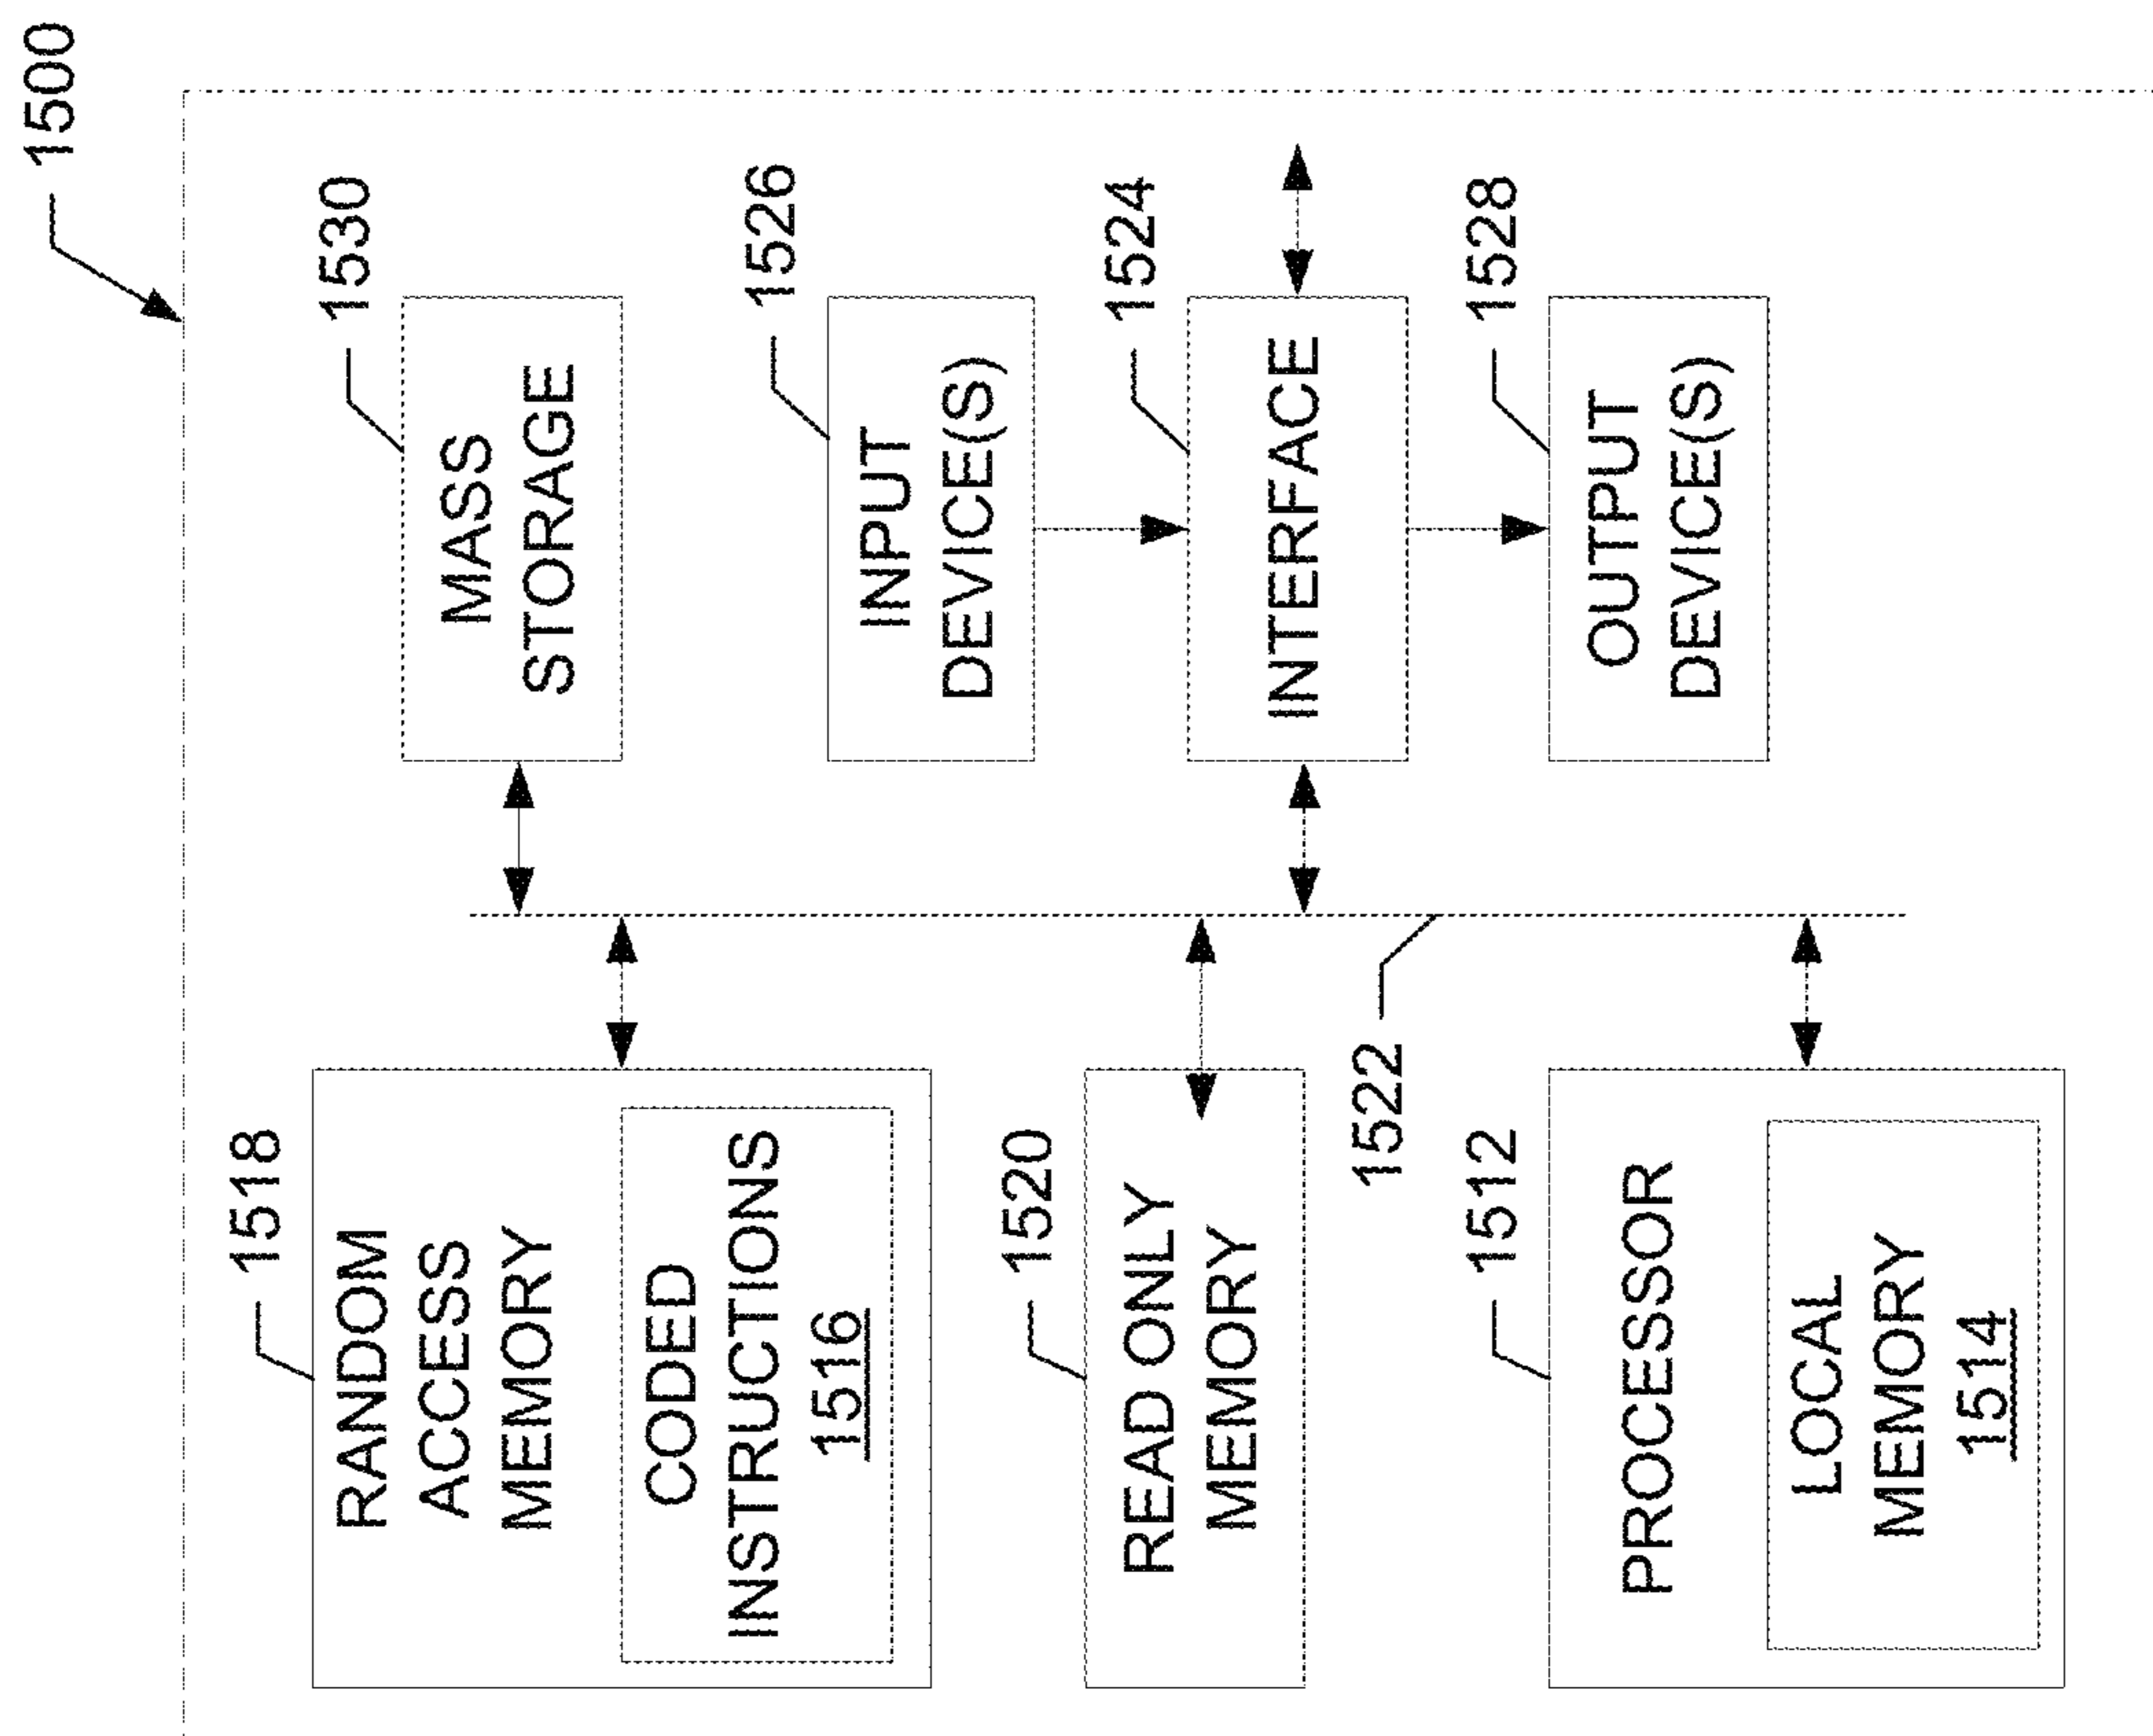 1500
1518
RANDOM
ACCESS
MEMORY
CODED
INSTRUCTIONS
1516
1530
MASS
STORAGE
1520
READ ONLY
MEMORY
1526
INPUT
DEVICE(S)
1524
INTERFACE
1522
1512
PROCESSOR
LOCAL
MEMORY
1514
1528
OUTPUT
DEVICE(S)